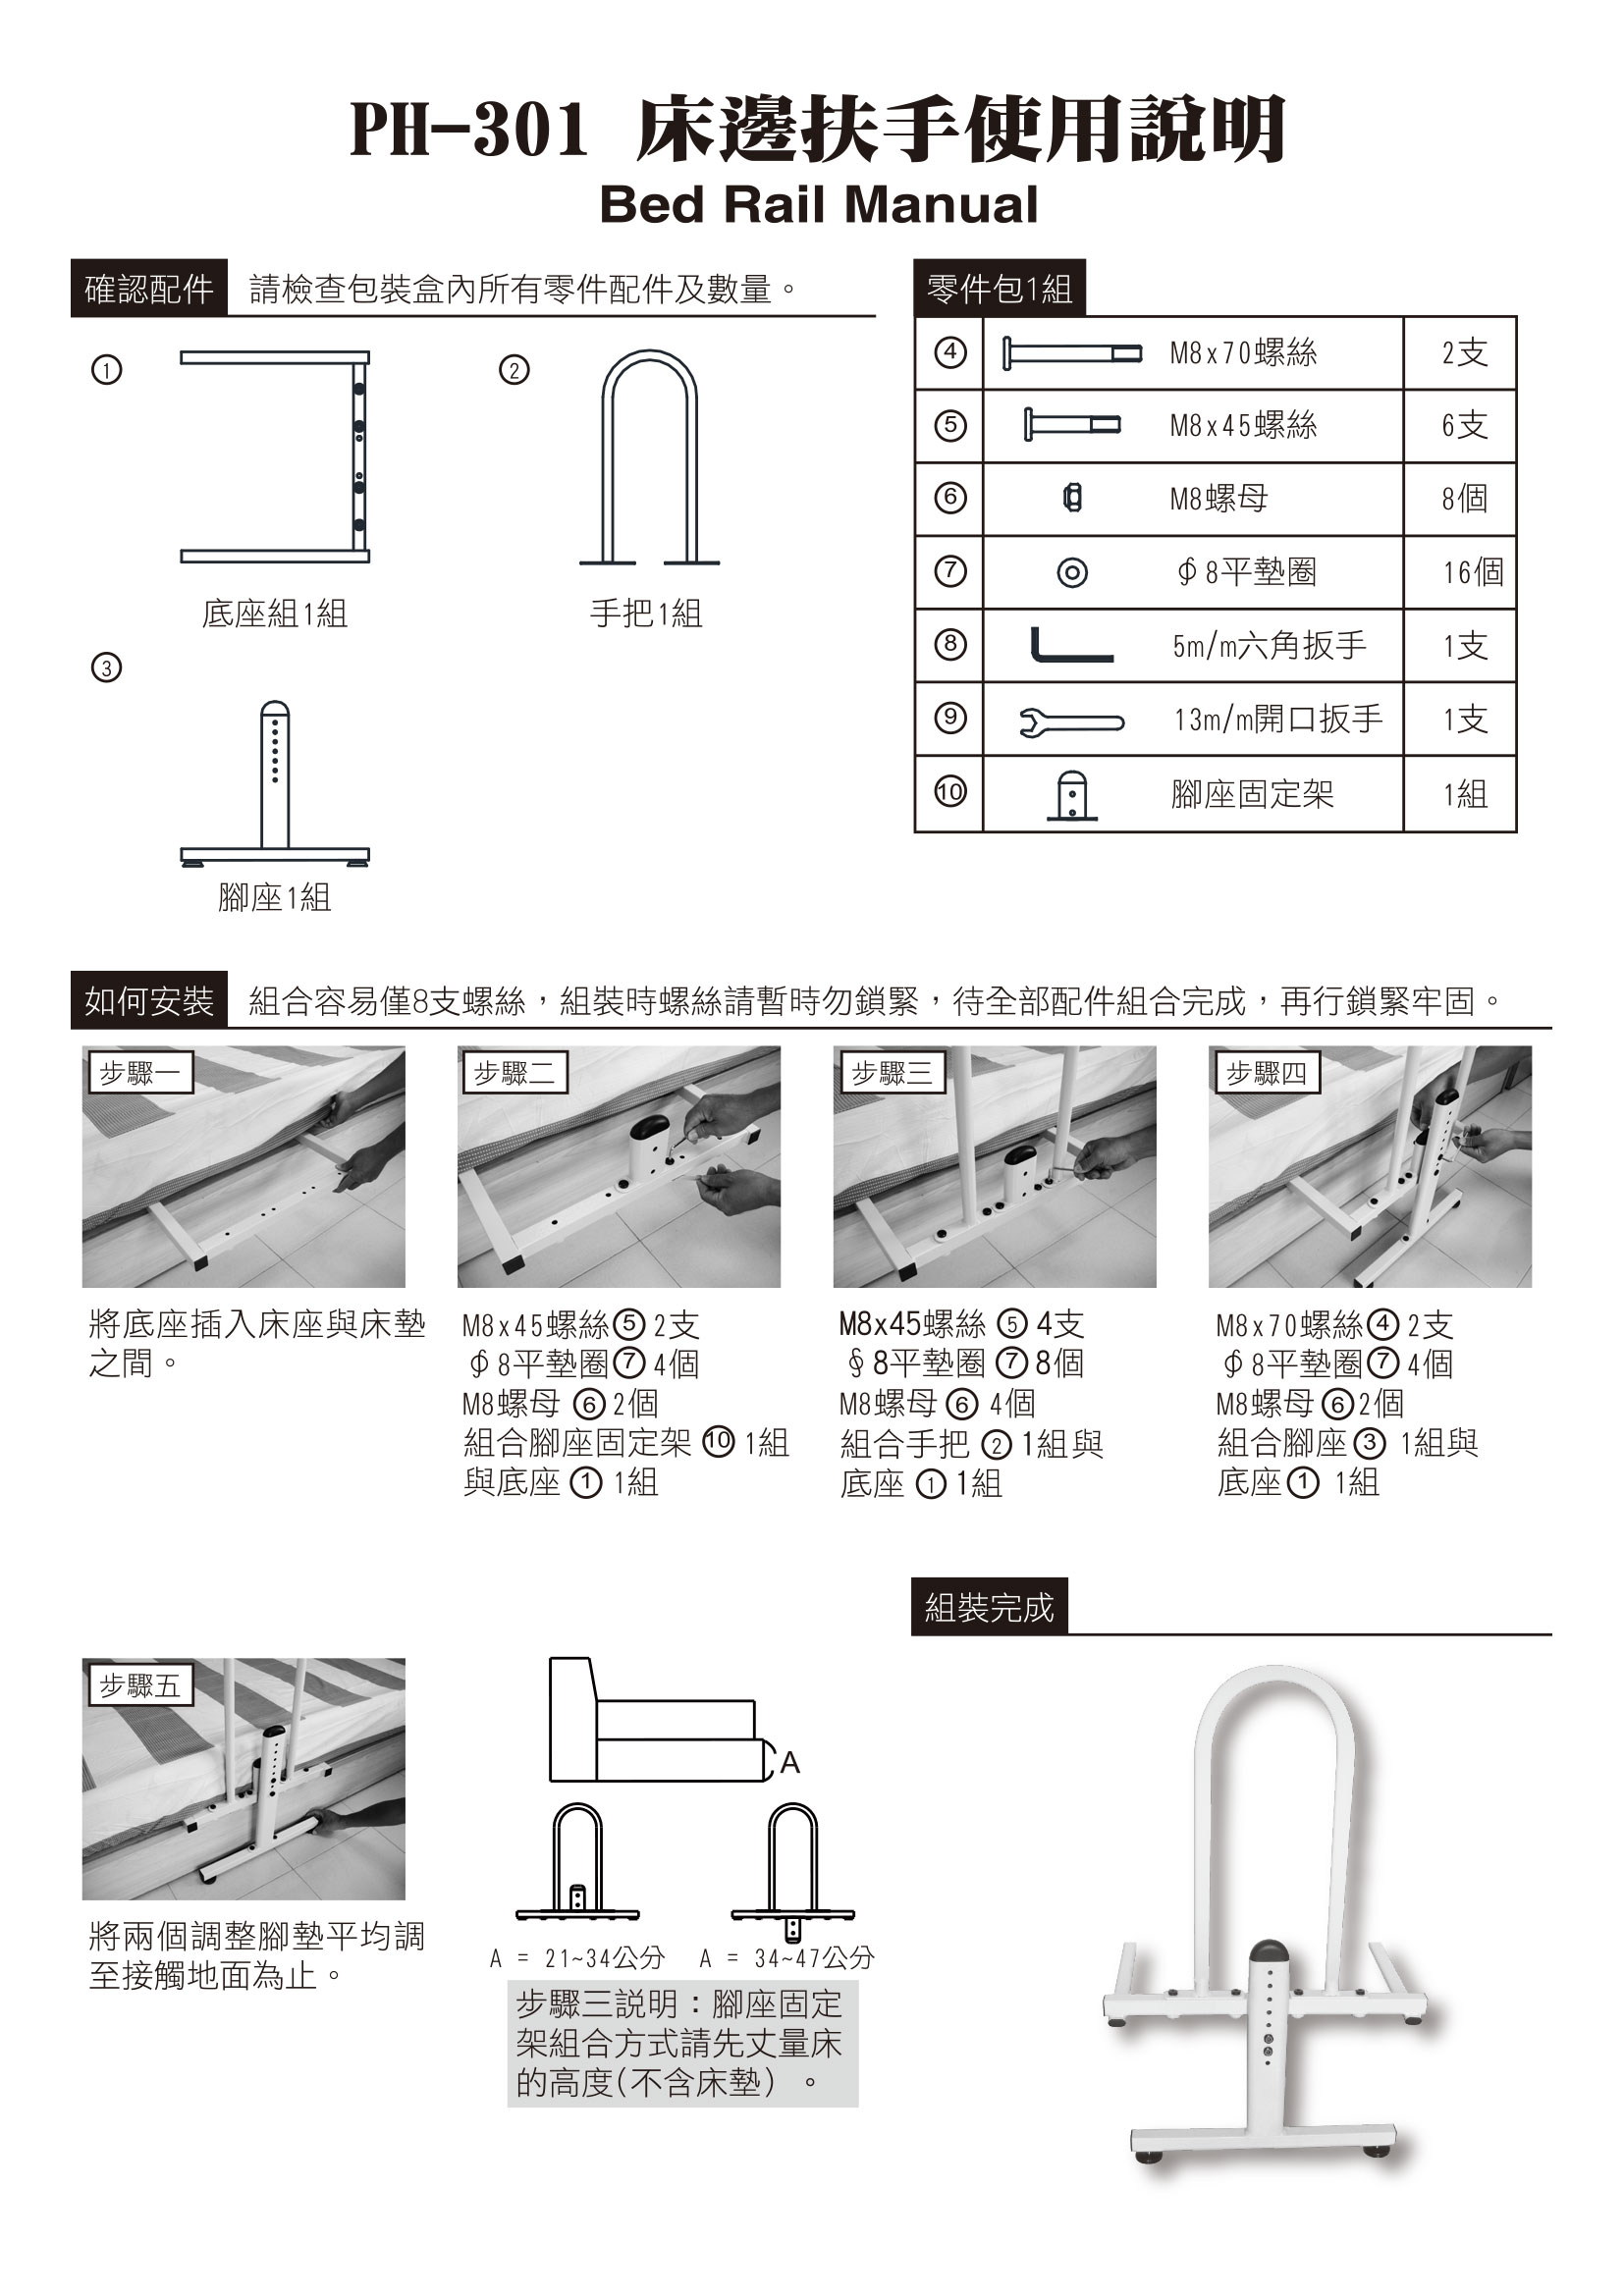 PH-301 床邊扶手使用說明
Bed Rail Manual
確認配件 請檢查包裝盒內所有零件配件及數量。
①
底座組1組
②
手把1組
③
腳座1組
零件包1組
④ M8x70螺絲 2支
⑤ M8x45螺絲 6支
⑥ M8螺母 8個
⑦ ∮8平墊圈 16個
⑧ 5m/m六角扳手 1支
⑨ 13m/m開口扳手 1支
⑩ 腳座固定架 1組
如何安裝 組合容易僅8支螺絲，組裝時螺絲請暫時勿鎖緊，待全部配件組合完成，再行鎖緊牢固。
步驟一
將底座插入床座與床墊
之間。
步驟二
M8x45螺絲⑤ 2支
∮8平墊圈⑦ 4個
M8螺母 ⑥ 2個
組合腳座固定架 ⑩ 1組
與底座 ① 1組
步驟三
M8x45螺絲 ⑤ 4支
∮8平墊圈 ⑦ 8個
M8螺母 ⑥ 4個
組合手把 ② 1組與
底座 ① 1組
步驟四
M8x70螺絲④ 2支
∮8平墊圈⑦ 4個
M8螺母⑥ 2個
組合腳座③ 1組與
底座① 1組
步驟五
將兩個調整腳墊平均調
至接觸地面為止。
A
A = 21~34公分
A = 34~47公分
步驟三說明：腳座固定
架組合方式請先丈量床
的高度(不含床墊) 。
組裝完成